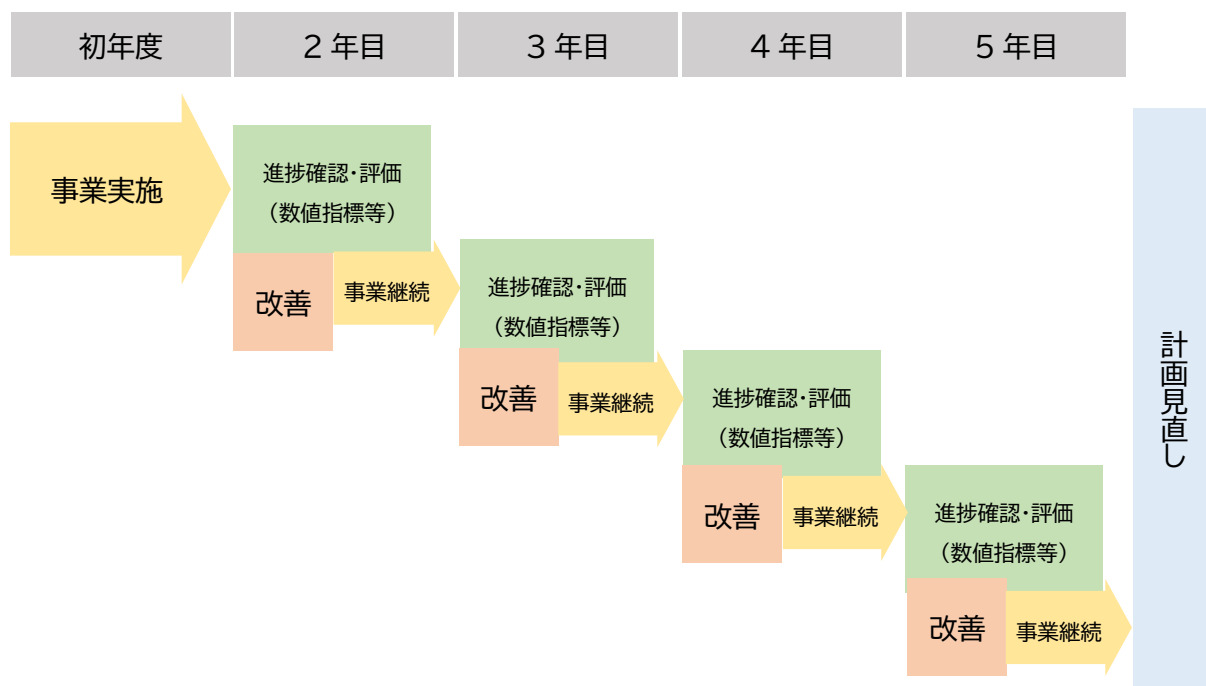 初年度
２年目
３年目
４年目
５年目
事業実施
進捗確認・評価
（数値指標等）
改善
事業継続
進捗確認・評価
（数値指標等）
改善
事業継続
進捗確認・評価
（数値指標等）
改善
事業継続
進捗確認・評価
（数値指標等）
改善
事業継続
計画見直し